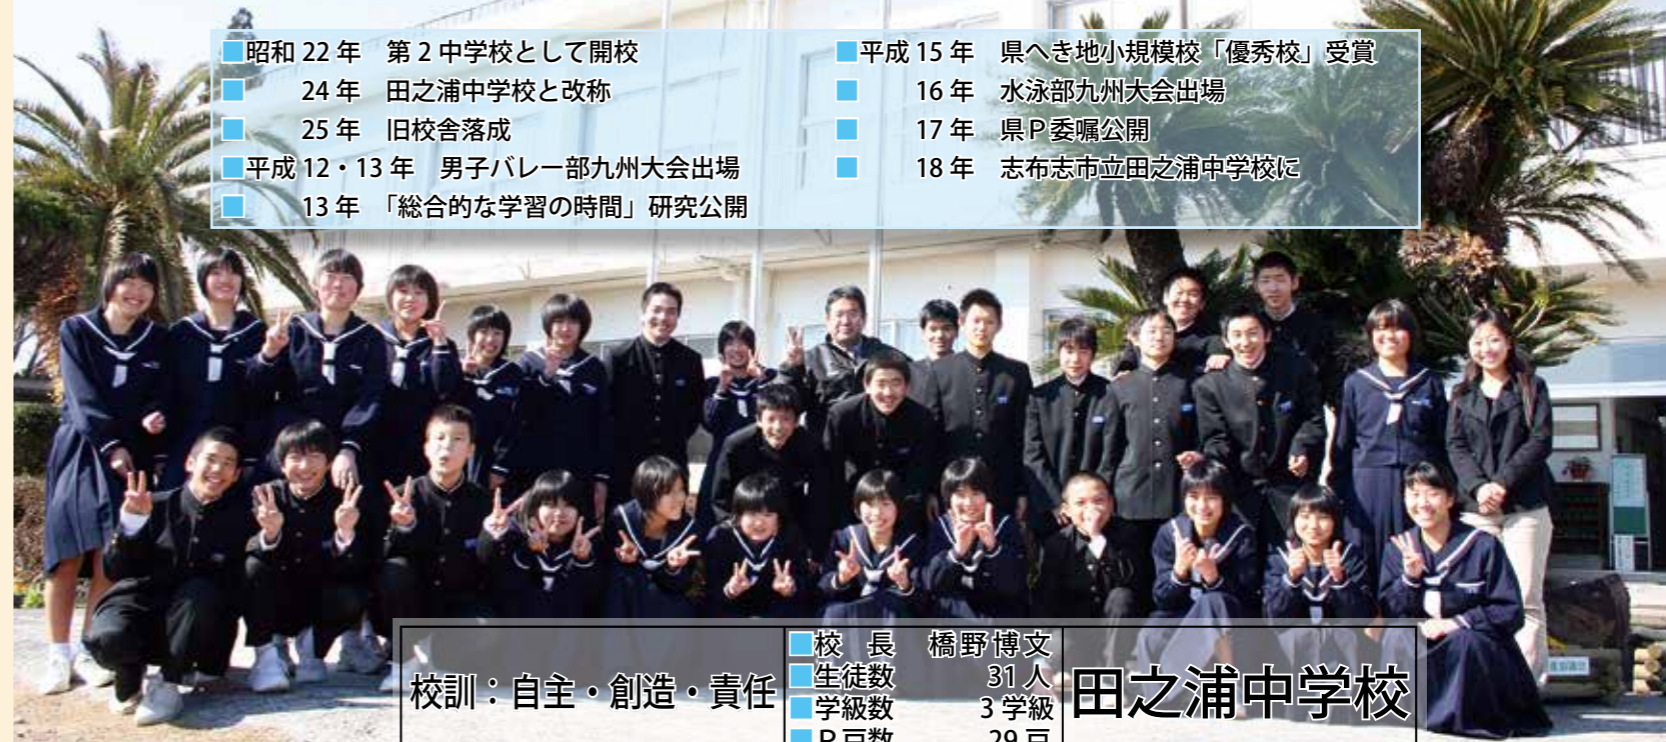 ■昭和 22 年　第 2 中学校として開校
■　　24 年　田之浦中学校と改称
■　　25 年　旧校舎落成
■平成 12・13 年　男子バレー部九州大会出場
■　　13 年　「総合的な学習の時間」研究公開
■平成 15 年　県へき地小規模校「優秀校」受賞
■　　16 年　水泳部九州大会出場
■　　17 年　県Ｐ委嘱公開
■　　18 年　志布志市立田之浦中学校に
校訓：自主・創造・責任
■校　長　橋野博文
■生徒数　31 人
■学級数　3 学級
■Ｐ戸数　29 戸
田之浦中学校